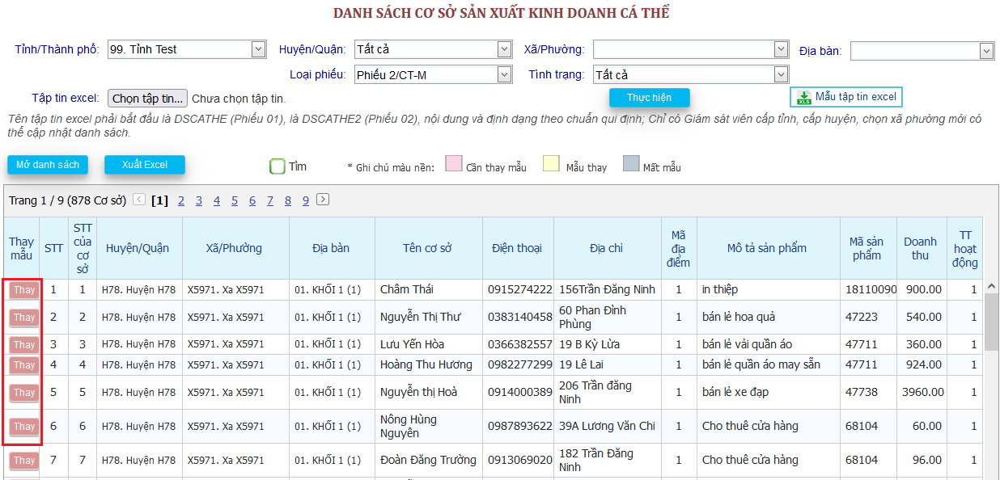 DANH SÁCH CƠ SỞ SẢN XUẤT KINH DOANH CÁ THỂ
Tỉnh/Thành phố: 99. Tỉnh Test Huyện/Quận: Tất cả Xã/Phường: Địa bàn:
Loại phiếu: Phiếu 2/CT-M Tình trạng: Tất cả
Tập tin excel: Chọn tập tin... Chưa chọn tập tin. Thực hiện XLS Mẫu tập tin excel
Tên tập tin excel phải bắt đầu là DSCATHE (Phiếu 01), là DSCATHE2 (Phiếu 02), nội dung và định dạng theo chuẩn qui định; Chỉ có Giám sát viên cấp tỉnh, cấp huyện, chọn xã phường mới có
thể cập nhật danh sách.
Mở danh sách Xuất Excel Tìm * Ghi chú màu nền: Cần thay mẫu Mẫu thay Mất mẫu
Trang 1 / 9 (878 Cơ sở) < [1] 2 3 4 5 6 7 8 9 >
Thay mẫu STT STT của cơ sở Huyện/Quận Xã/Phường Địa bàn Tên cơ sở Điện thoại Địa chỉ Mã địa điểm Mô tả sản phẩm Mã sản phẩm Doanh thu TT hoạt động
Thay 1 1 H78. Huyện H78 X5971. Xa X5971 01. KHỐI 1 (1) Châm Thái 0915274222 156Trần Đăng Ninh 1 in thiệp 18110090 900.00 1
Thay 2 2 H78. Huyện H78 X5971. Xa X5971 01. KHỐI 1 (1) Nguyễn Thị Thư 0383140458 60 Phan Đình Phùng 1 bán lẻ hoa quả 47223 540.00 1
Thay 3 3 H78. Huyện H78 X5971. Xa X5971 01. KHỐI 1 (1) Lưu Yến Hòa 0366382557 19 B Kỳ Lừa 1 bán lẻ vải quần áo 47711 360.00 1
Thay 4 4 H78. Huyện H78 X5971. Xa X5971 01. KHỐI 1 (1) Hoàng Thu Hương 0982277299 19 Lê Lai 1 bán lẻ quần áo may sẵn 47711 924.00 1
Thay 5 5 H78. Huyện H78 X5971. Xa X5971 01. KHỐI 1 (1) Nguyễn thị Hoà 0914000389 206 Trần đăng Ninh 1 bán lẻ xe đạp 47738 3960.00 1
Thay 6 6 H78. Huyện H78 X5971. Xa X5971 01. KHỐI 1 (1) Nông Hùng Nguyên 0987893622 39A Lương Văn Chi 1 Cho thuê cửa hàng 68104 60.00 1
Thay 7 7 H78. Huyện H78 X5971. Xa X5971 01. KHỐI 1 (1) Đoàn Đăng Trường 0913069020 182 Trần Đăng Ninh 1 Cho thuê cửa hàng 68104 96.00 1